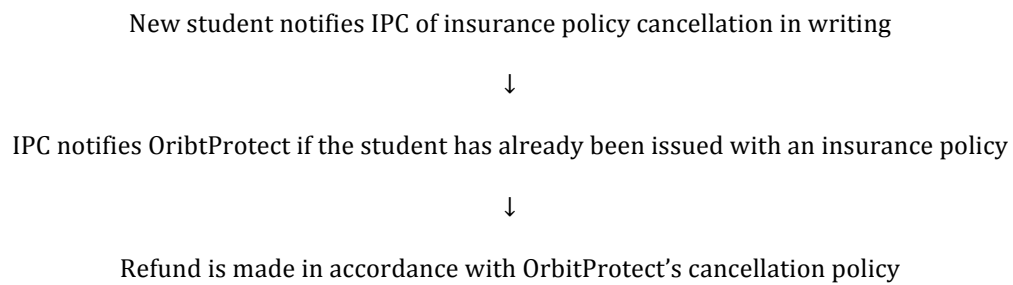 New student notifies IPC of insurance policy cancellation in writing
↓
IPC notifies OribtProtect if the student has already been issued with an insurance policy
↓
Refund is made in accordance with OrbitProtect’s cancellation policy